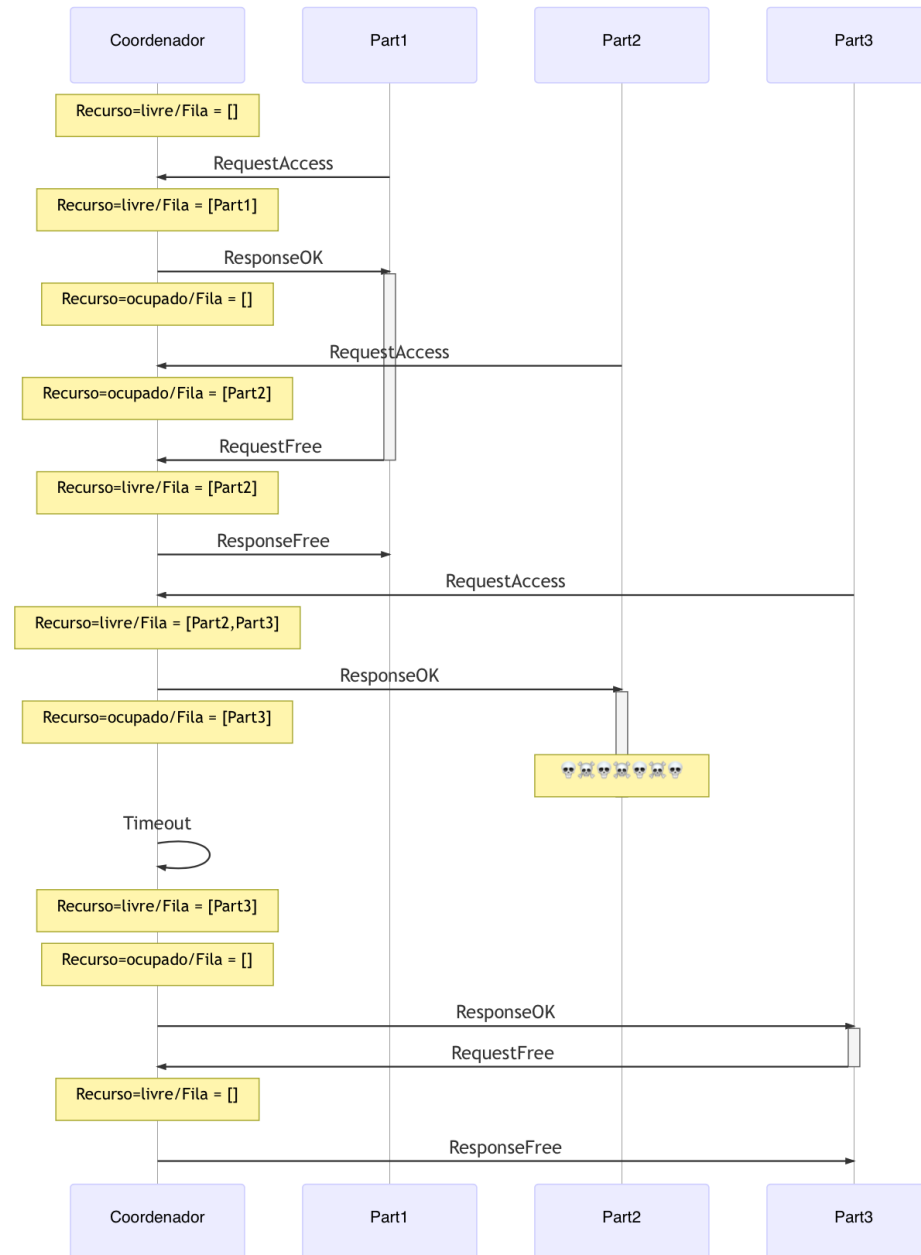 Coordenador
Part1
Part2
Part3
Recurso=livre/Fila = []
RequestAccess
Recurso=livre/Fila = [Part1]
ResponseOK
Recurso=ocupado/Fila = []
RequestAccess
Recurso=ocupado/Fila = [Part2]
RequestFree
Recurso=livre/Fila = [Part2]
ResponseFree
RequestAccess
Recurso=livre/Fila = [Part2,Part3]
ResponseOK
Recurso=ocupado/Fila = [Part3]
💀☠️💀☠️💀☠️💀
Timeout
Recurso=livre/Fila = [Part3]
Recurso=ocupado/Fila = []
ResponseOK
RequestFree
Recurso=livre/Fila = []
ResponseFree
Coordenador
Part1
Part2
Part3